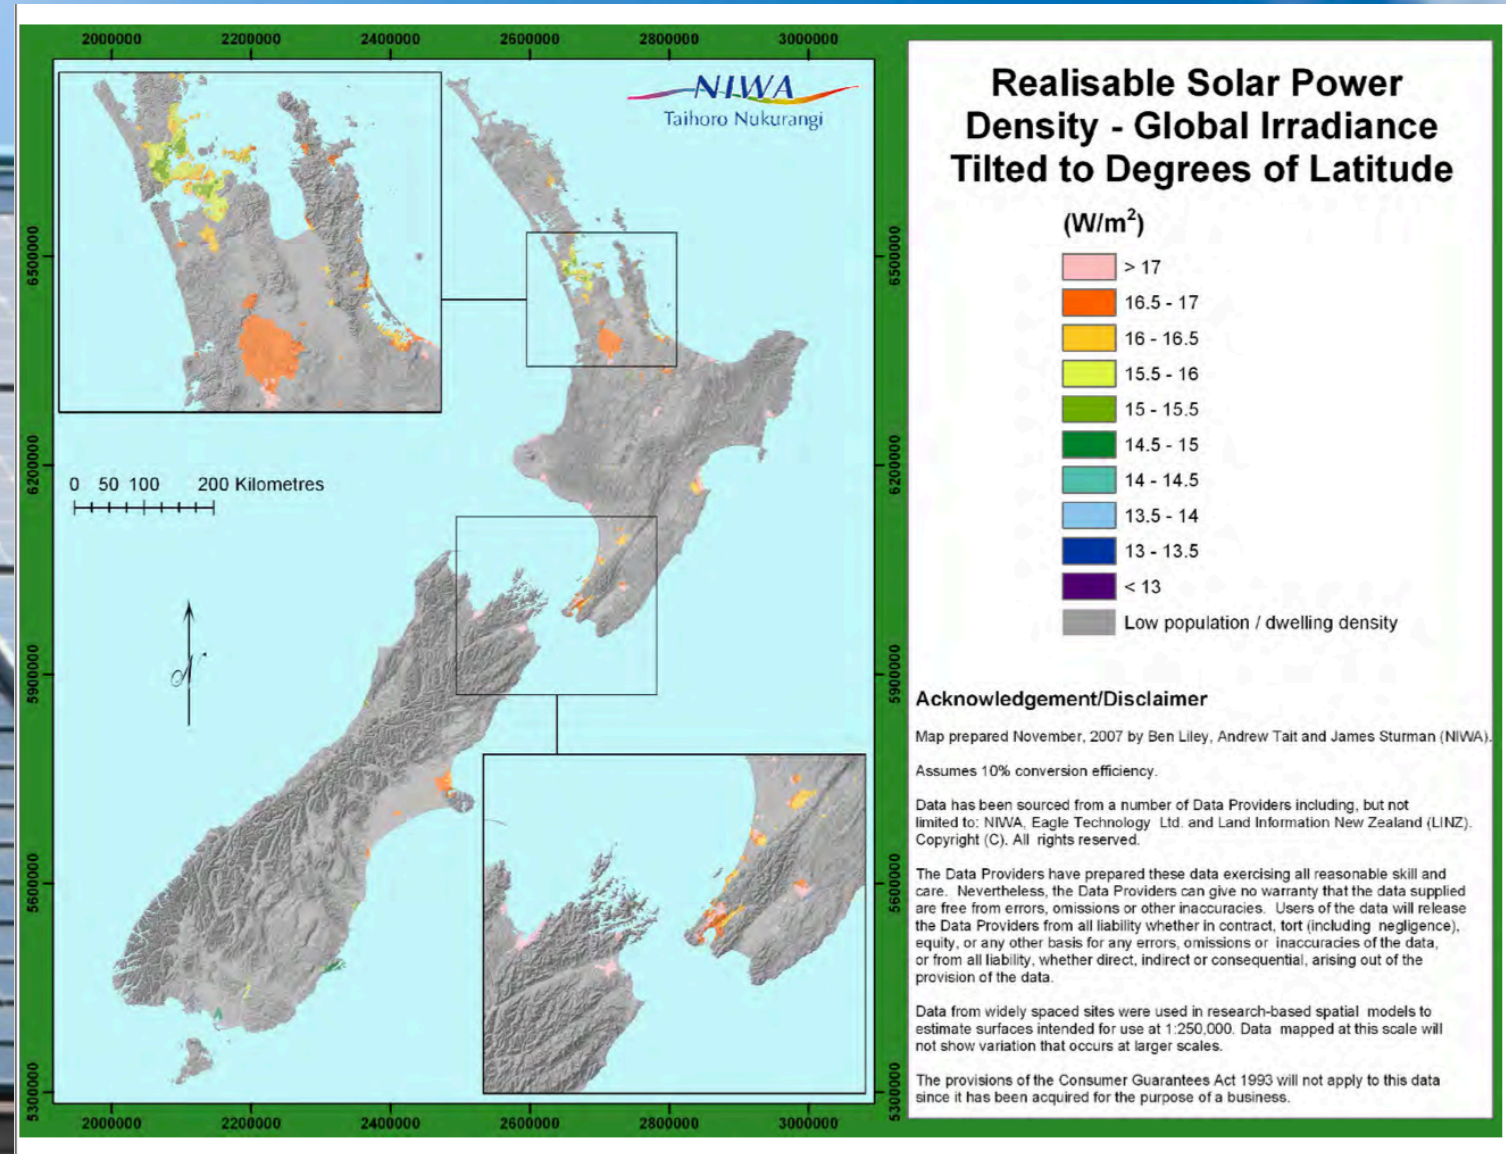 2000000 2200000 2400000 2600000 2800000 3000000
NIWA
Taihoro Nukurangi
6500000
6200000
5900000
5600000
5300000
0 50 100 200 Kilometres
N
6500000
6200000
5900000
5600000
5300000
2000000 2200000 2400000 2600000 2800000 3000000
Realisable Solar Power
Density - Global Irradiance
Tilted to Degrees of Latitude
(W/m²)
> 17
16.5 - 17
16 - 16.5
15.5 - 16
15 - 15.5
14.5 - 15
14 - 14.5
13.5 - 14
13 - 13.5
< 13
Low population / dwelling density
Acknowledgement/Disclaimer
Map prepared November, 2007 by Ben Liley, Andrew Tait and James Sturman (NIWA).
Assumes 10% conversion efficiency.
Data has been sourced from a number of Data Providers including, but not
limited to: NIWA, Eagle Technology Ltd. and Land Information New Zealand (LINZ).
Copyright (C). All rights reserved.
The Data Providers have prepared these data exercising all reasonable skill and
care. Nevertheless, the Data Providers can give no warranty that the data supplied
are free from errors, omissions or other inaccuracies. Users of the data will release
the Data Providers from all liability whether in contract, tort (including negligence),
equity, or any other basis for any errors, omissions or inaccuracies of the data,
or from all liability, whether direct, indirect or consequential, arising out of the
provision of the data.
Data from widely spaced sites were used in research-based spatial models to
estimate surfaces intended for use at 1:250,000. Data mapped at this scale will
not show variation that occurs at larger scales.
The provisions of the Consumer Guarantees Act 1993 will not apply to this data
since it has been acquired for the purpose of a business.